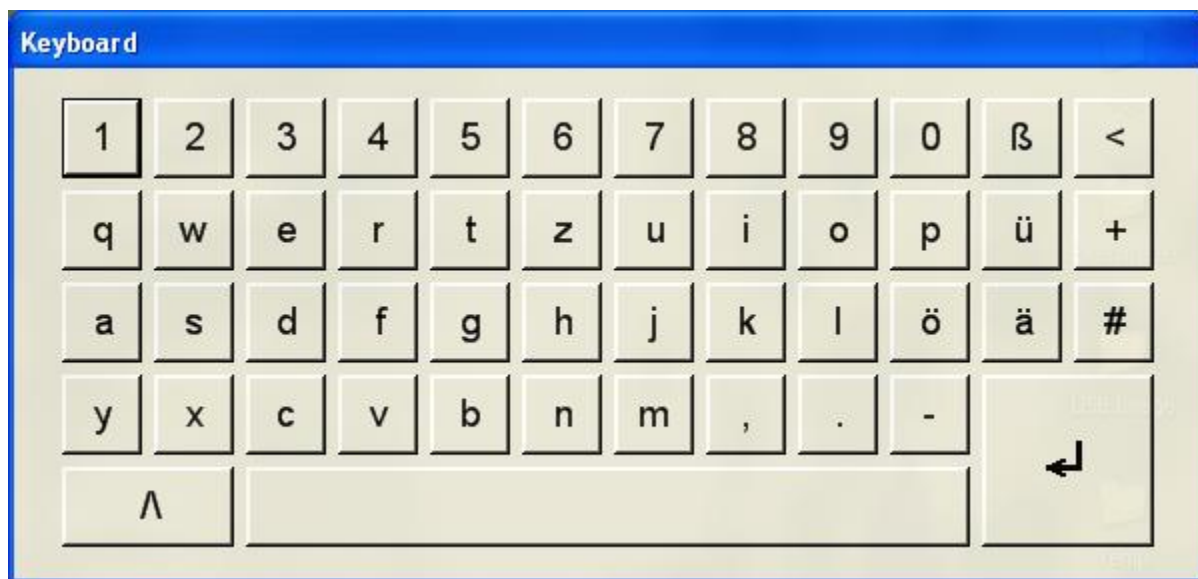 Keyboard
1 2 3 4 5 6 7 8 9 0 ß <
q w e r t z u i o p ü +
a s d f g h j k l ö ä #
y x c v b n m , . -
/\